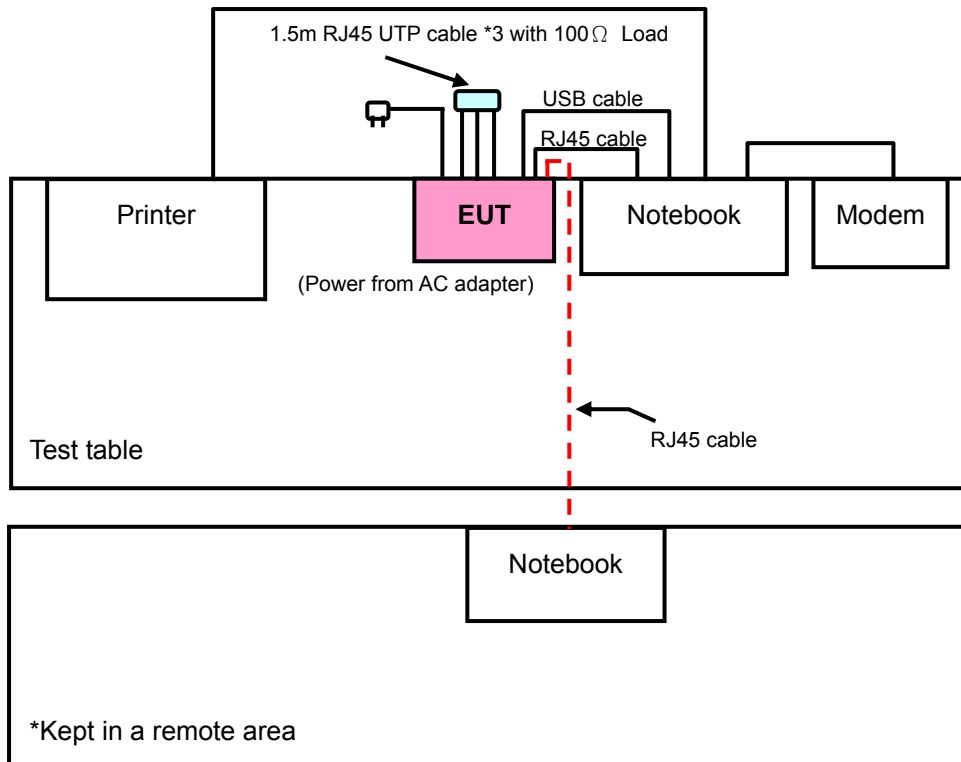 1.5m RJ45 UTP cable *3 with 100Ω Load
USB cable
RJ45 cable
Printer
EUT
Notebook
Modem
(Power from AC adapter)
RJ45 cable
Test table
Notebook
*Kept in a remote area